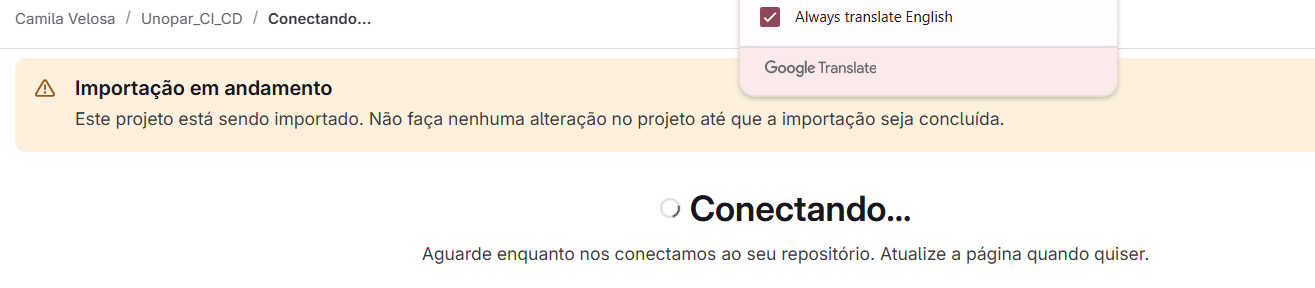 Camila Velosa / Unopar_CI_CD / Conectando...
Always translate English
Google Translate
Importação em andamento
Este projeto está sendo importado. Não faça nenhuma alteração no projeto até que a importação seja concluída.
Conectando...
Aguarde enquanto nos conectamos ao seu repositório. Atualize a página quando quiser.